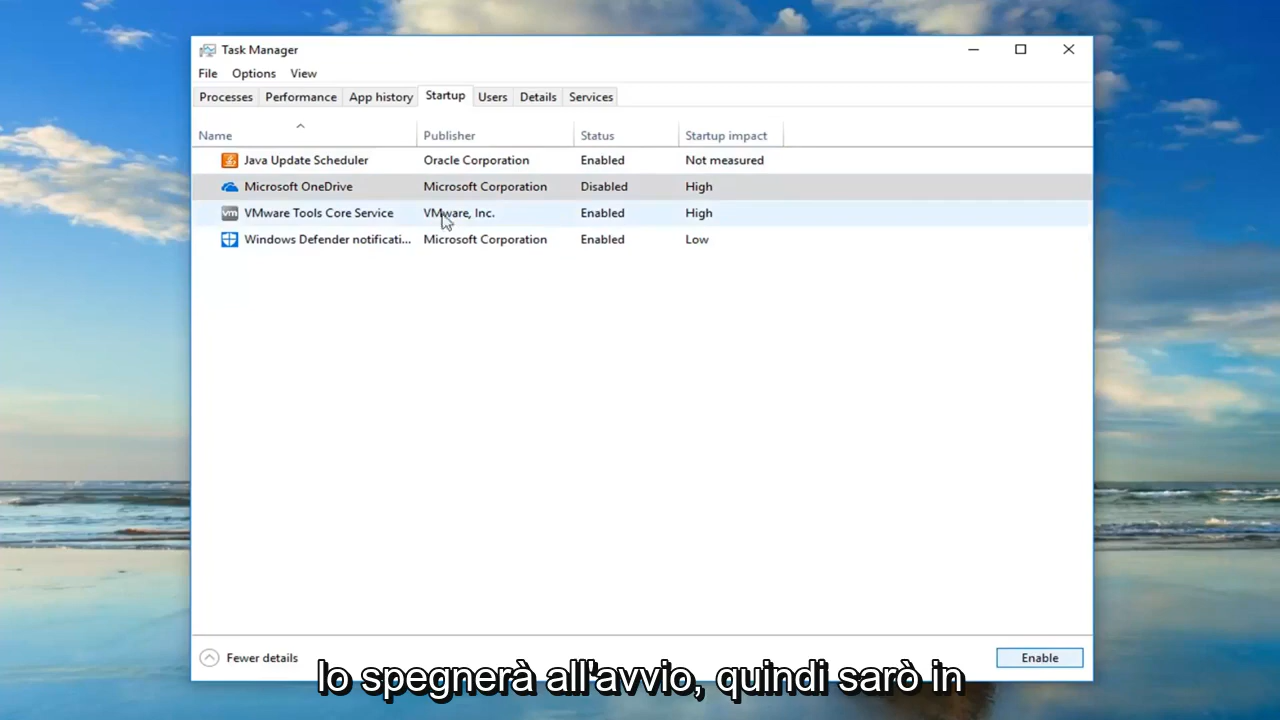 Task Manager
File Options View
Processes Performance App history Startup Users Details Services
Name Publisher Status Startup impact
Java Update Scheduler Oracle Corporation Enabled Not measured
Microsoft OneDrive Microsoft Corporation Disabled High
VMware Tools Core Service VMware, Inc. Enabled High
Windows Defender notificati... Microsoft Corporation Enabled Low
Fewer details Enable
lo spegnerà all'avvio, quindi sarò in